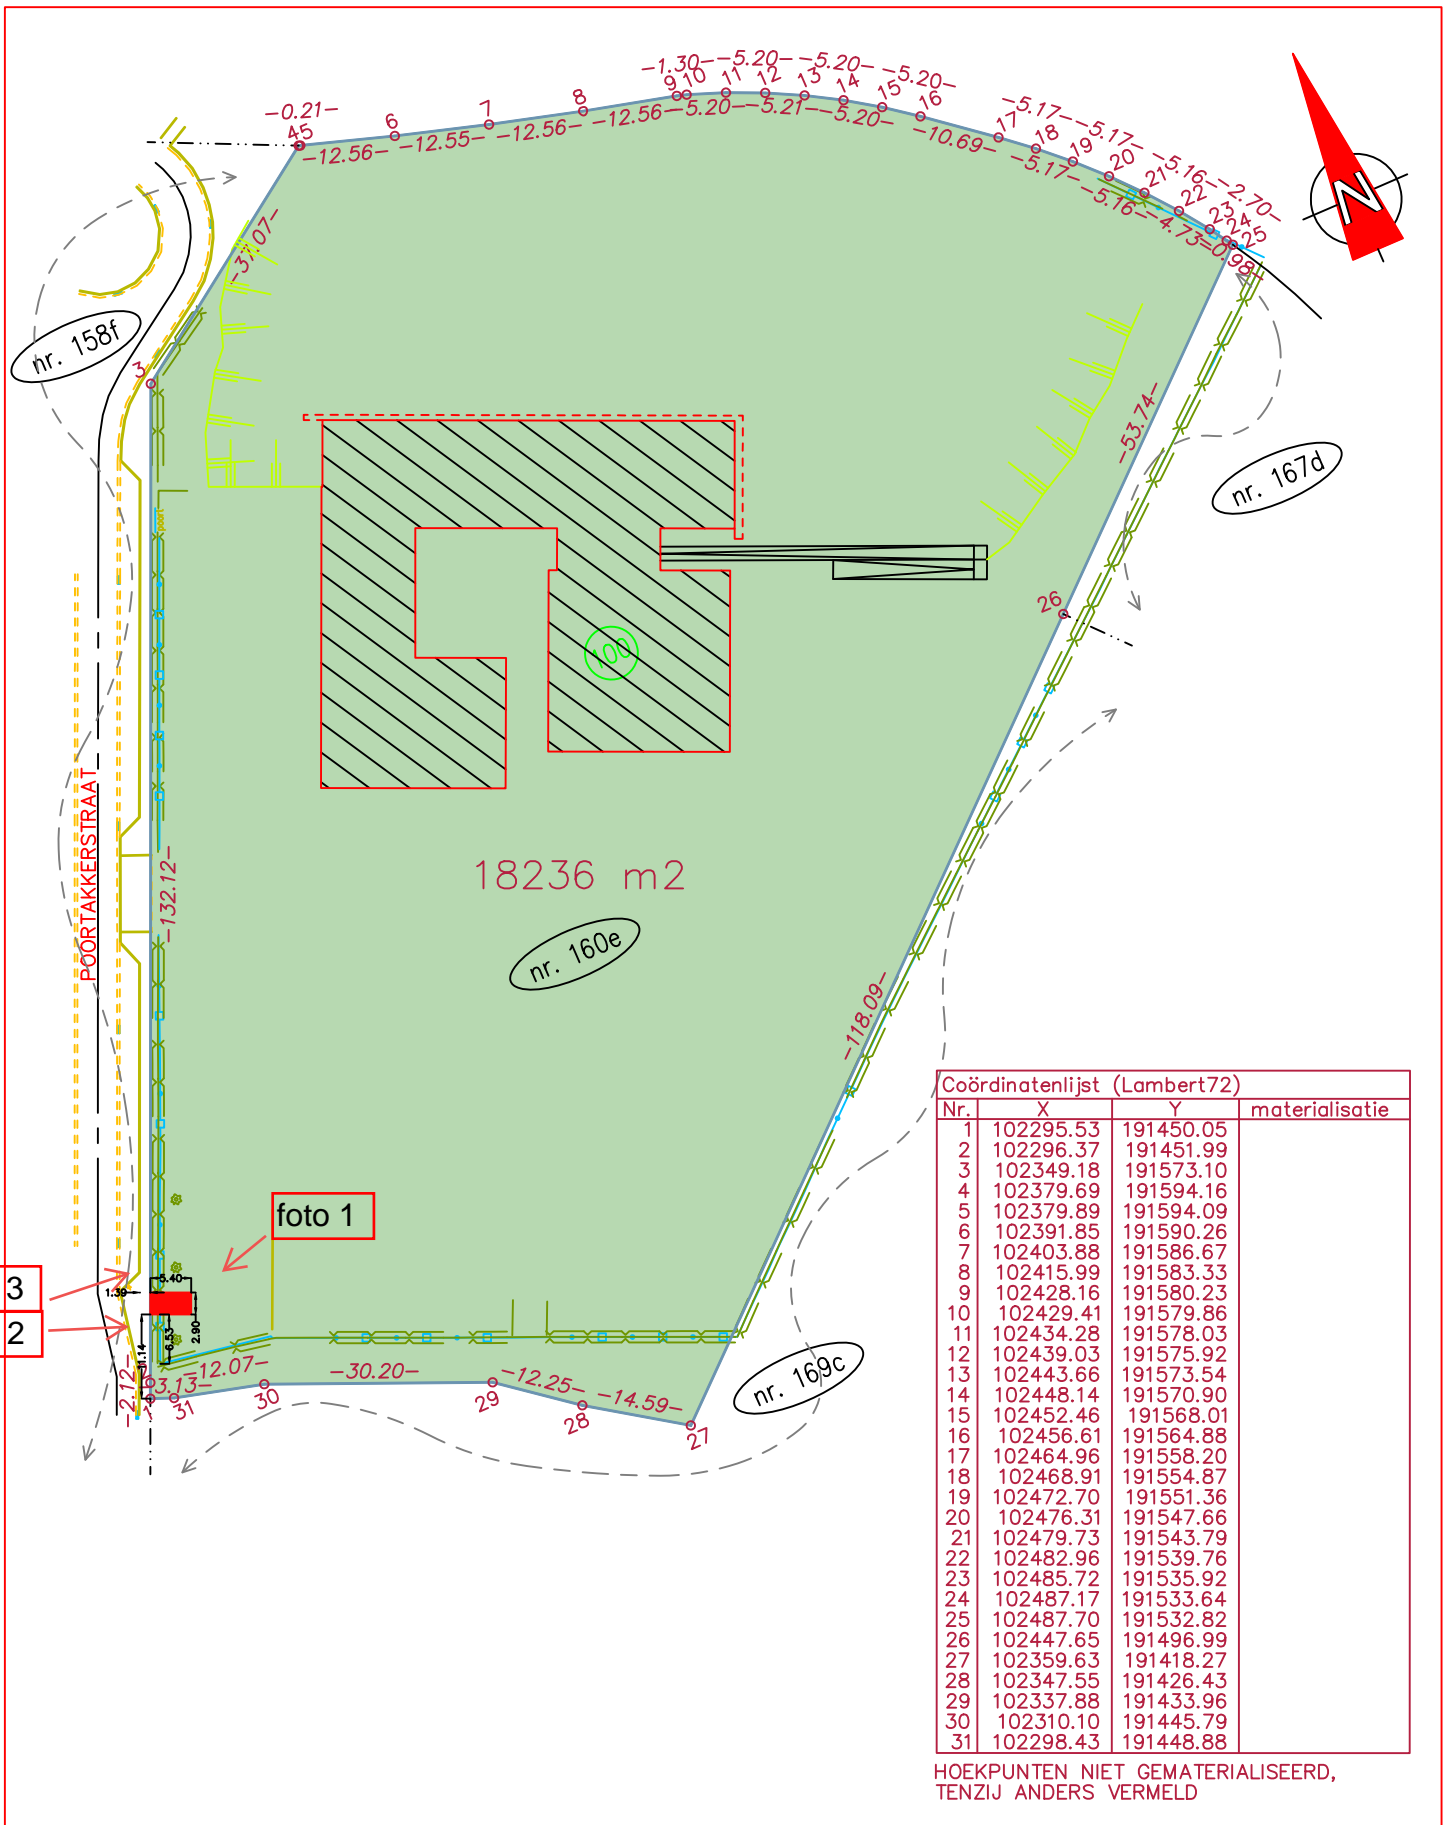 -1.30-
-5.20-
-5.20-
-5.20-
9
10
11
12
13
14
15
16
-0.21-
45
6
7
8
-12.56-
-12.55-
-12.56-
-12.56-
-5.20-
-5.21-
-5.20-
-10.69-
-5.17-
-5.17-
-5.16-
-2.70-
17
18
19
20
21
22
23
24
25
-5.17-
-5.16-
-4.73-
-0.98-
N
-37.07-
nr. 158f
3
-53.74-
nr. 167d
poort
26
100
POORTAKKERSTRAAT
-132.12-
18236 m2
nr. 160e
-118.09-
foto 1
3
2
5.40
1.39
2.90
6.53
11.14
-2.12-
1
2
3.13-
31
-12.07-
30
-30.20-
29
-12.25-
28
-14.59-
27
nr. 169c
Coördinatenlijst (Lambert72)
Nr. X Y materialisatie
1 102295.53 191450.05
2 102296.37 191451.99
3 102349.18 191573.10
4 102379.69 191594.16
5 102379.89 191594.09
6 102391.85 191590.26
7 102403.88 191586.67
8 102415.99 191583.33
9 102428.16 191580.23
10 102429.41 191579.86
11 102434.28 191578.03
12 102439.03 191575.92
13 102443.66 191573.54
14 102448.14 191570.90
15 102452.46 191568.01
16 102456.61 191564.88
17 102464.96 191558.20
18 102468.91 191554.87
19 102472.70 191551.36
20 102476.31 191547.66
21 102479.73 191543.79
22 102482.96 191539.76
23 102485.72 191535.92
24 102487.17 191533.64
25 102487.70 191532.82
26 102447.65 191496.99
27 102359.63 191418.27
28 102347.55 191426.43
29 102337.88 191433.96
30 102310.10 191445.79
31 102298.43 191448.88
HOEKPUNTEN NIET GEMATERIALISEERD,
TENZIJ ANDERS VERMELD